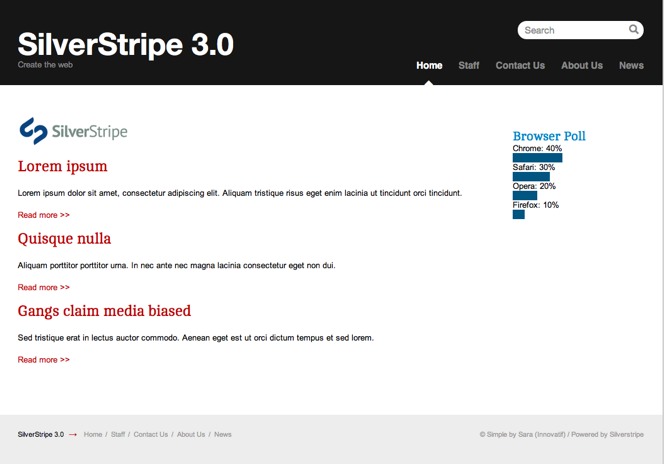 SilverStripe 3.0
Create the web
Search
Home Staff Contact Us About Us News
SilverStripe
Lorem ipsum
Lorem ipsum dolor sit amet, consectetur adipiscing elit. Aliquam tristique risus eget enim lacinia ut tincidunt orci tincidunt.
Read more >>
Quisque nulla
Aliquam porttitor porttitor urna. In nec ante nec magna lacinia consectetur eget non dui.
Read more >>
Gangs claim media biased
Sed tristique erat in lectus auctor commodo. Aenean eget est ut orci dictum tempus et sed lorem.
Read more >>
Browser Poll
Chrome: 40%
Safari: 30%
Opera: 20%
Firefox: 10%
SilverStripe 3.0 → Home / Staff / Contact Us / About Us / News
© Simple by Sara (Innovatif) / Powered by Silverstripe